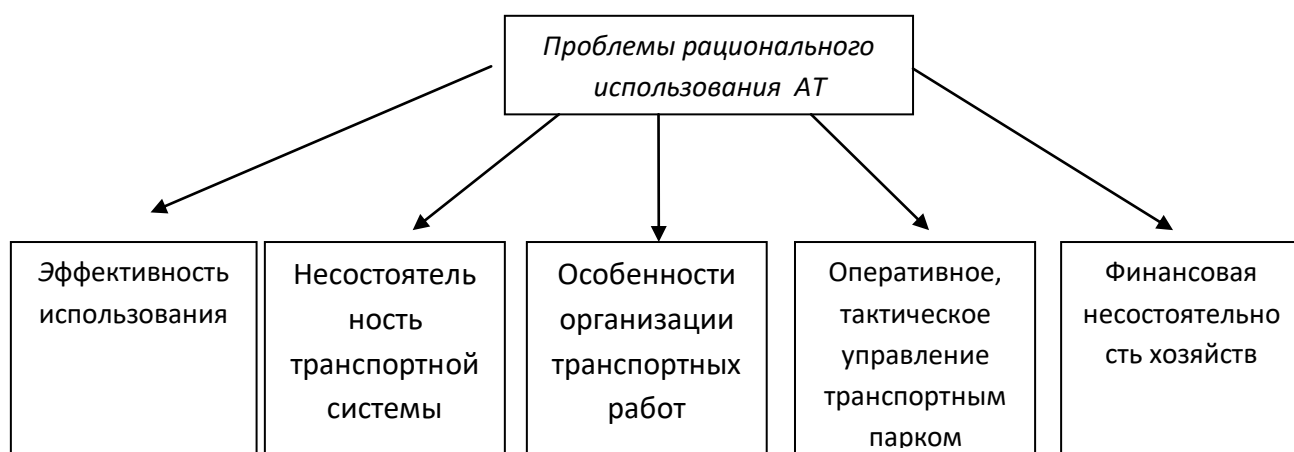 Проблемы рационального
использования АТ
Эффективность
использования
Несостоятель
ность
транспортной
системы
Особенности
организации
транспортных
работ
Оперативное,
тактическое
управление
транспортным
парком
Финансовая
несостоятельно
сть хозяйств